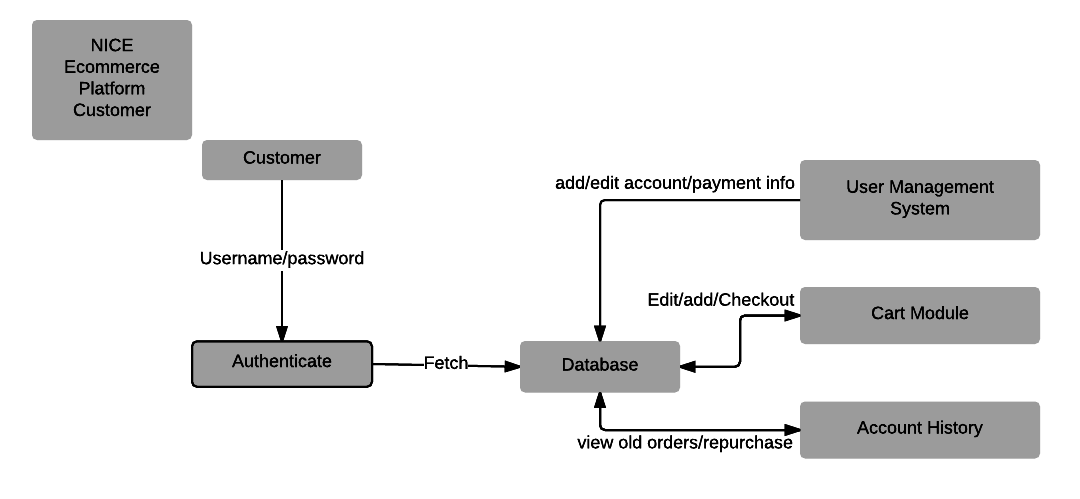 NICE
Ecommerce
Platform
Customer
Customer
add/edit account/payment info
User Management
System
Username/password
Edit/add/Checkout
Cart Module
Authenticate
Fetch
Database
Account History
view old orders/repurchase